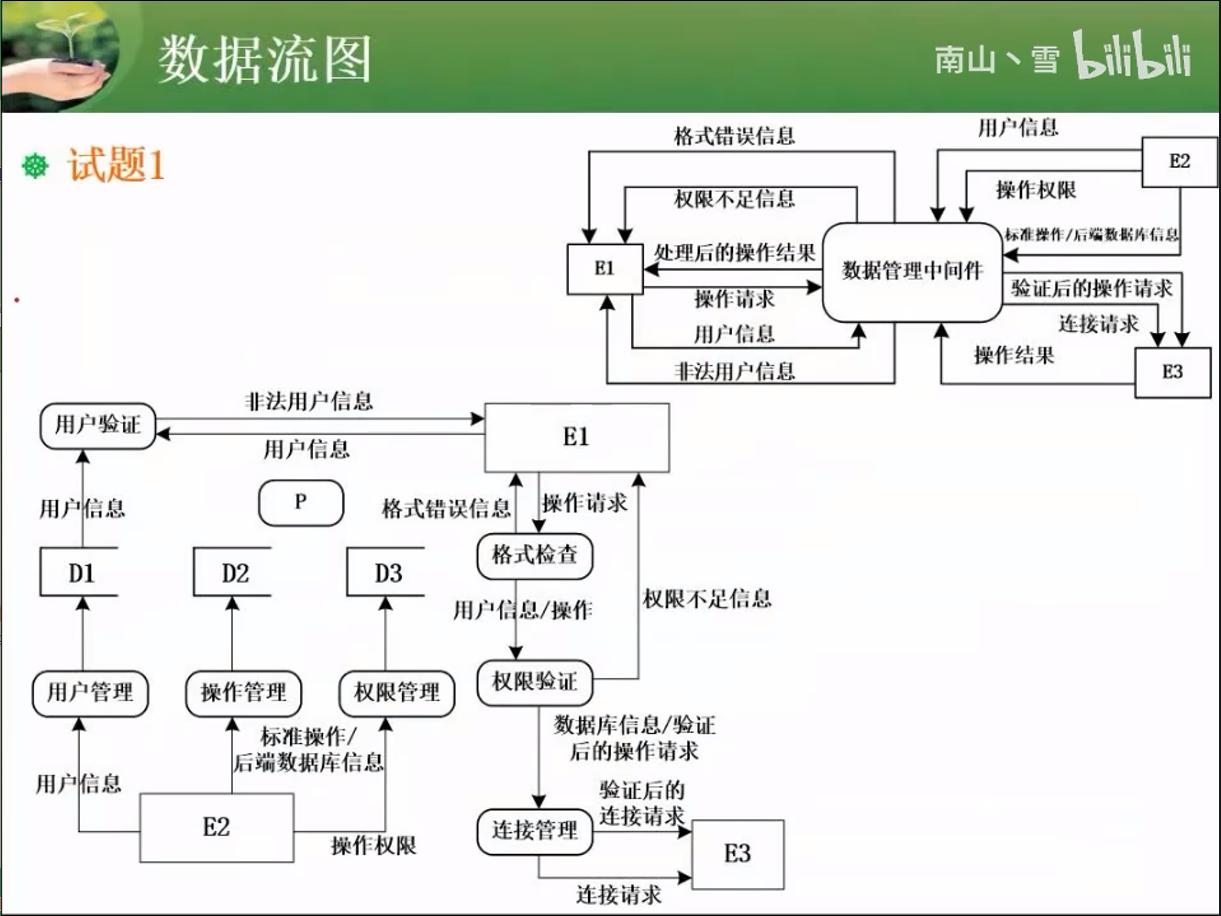 数据流图
南山丶雪 bilibili
试题1
格式错误信息
用户信息
E2
权限不足信息
操作权限
标准操作/后端数据库信息
处理后的操作结果
E1
数据管理中间件
操作请求
验证后的操作请求
用户信息
连接请求
操作结果
非法用户信息
E3
非法用户信息
用户验证
E1
用户信息
P
用户信息
格式错误信息
操作请求
格式检查
D1
D2
D3
用户信息/操作
权限不足信息
用户管理
操作管理
权限管理
权限验证
标准操作/
后端数据库信息
数据库信息/验证
后的操作请求
用户信息
验证后的
连接请求
E2
连接管理
操作权限
E3
连接请求